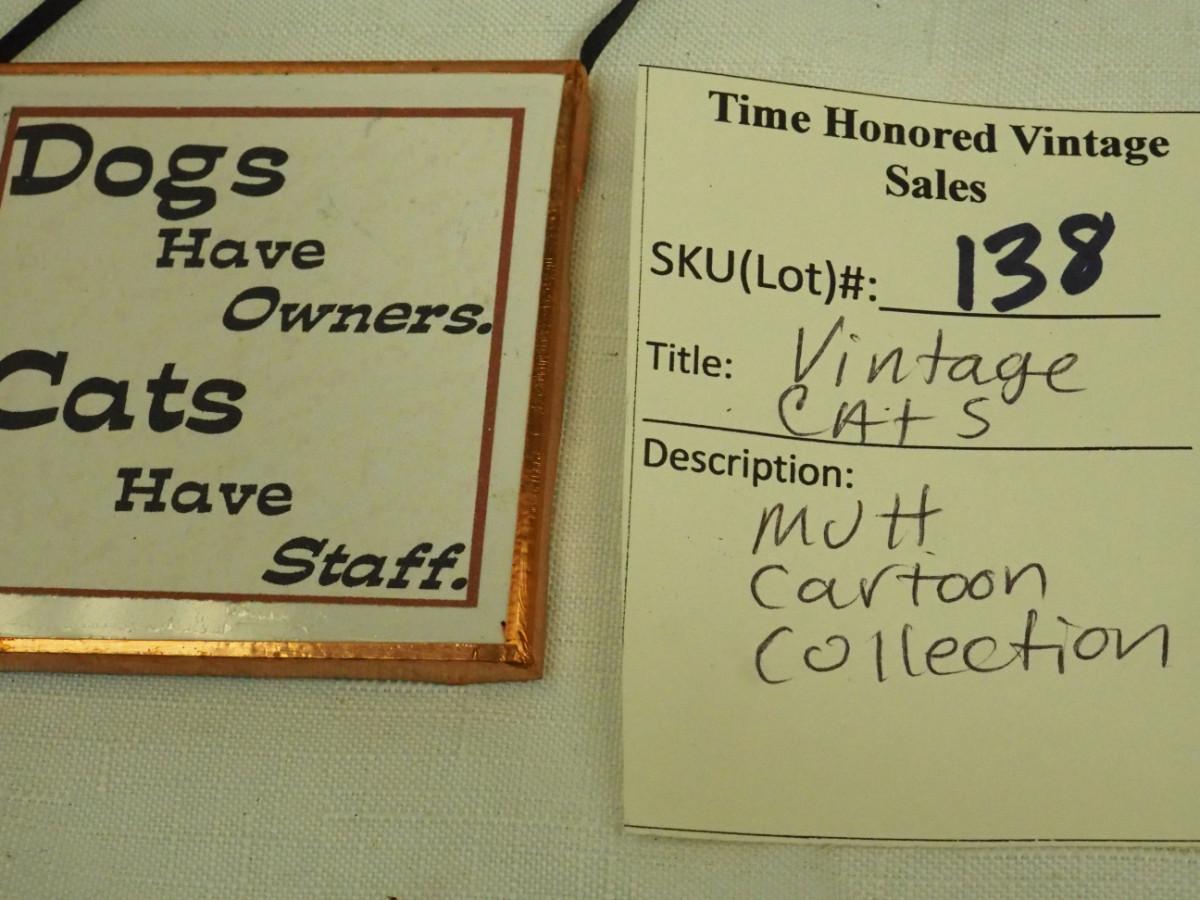 Dogs
Have
Owners.
Cats
Have
Staff.
Time Honored Vintage
Sales
SKU(Lot)#: 138
Title: Vintage
CAtS
Description:
MUtt
Cartoon
Collection